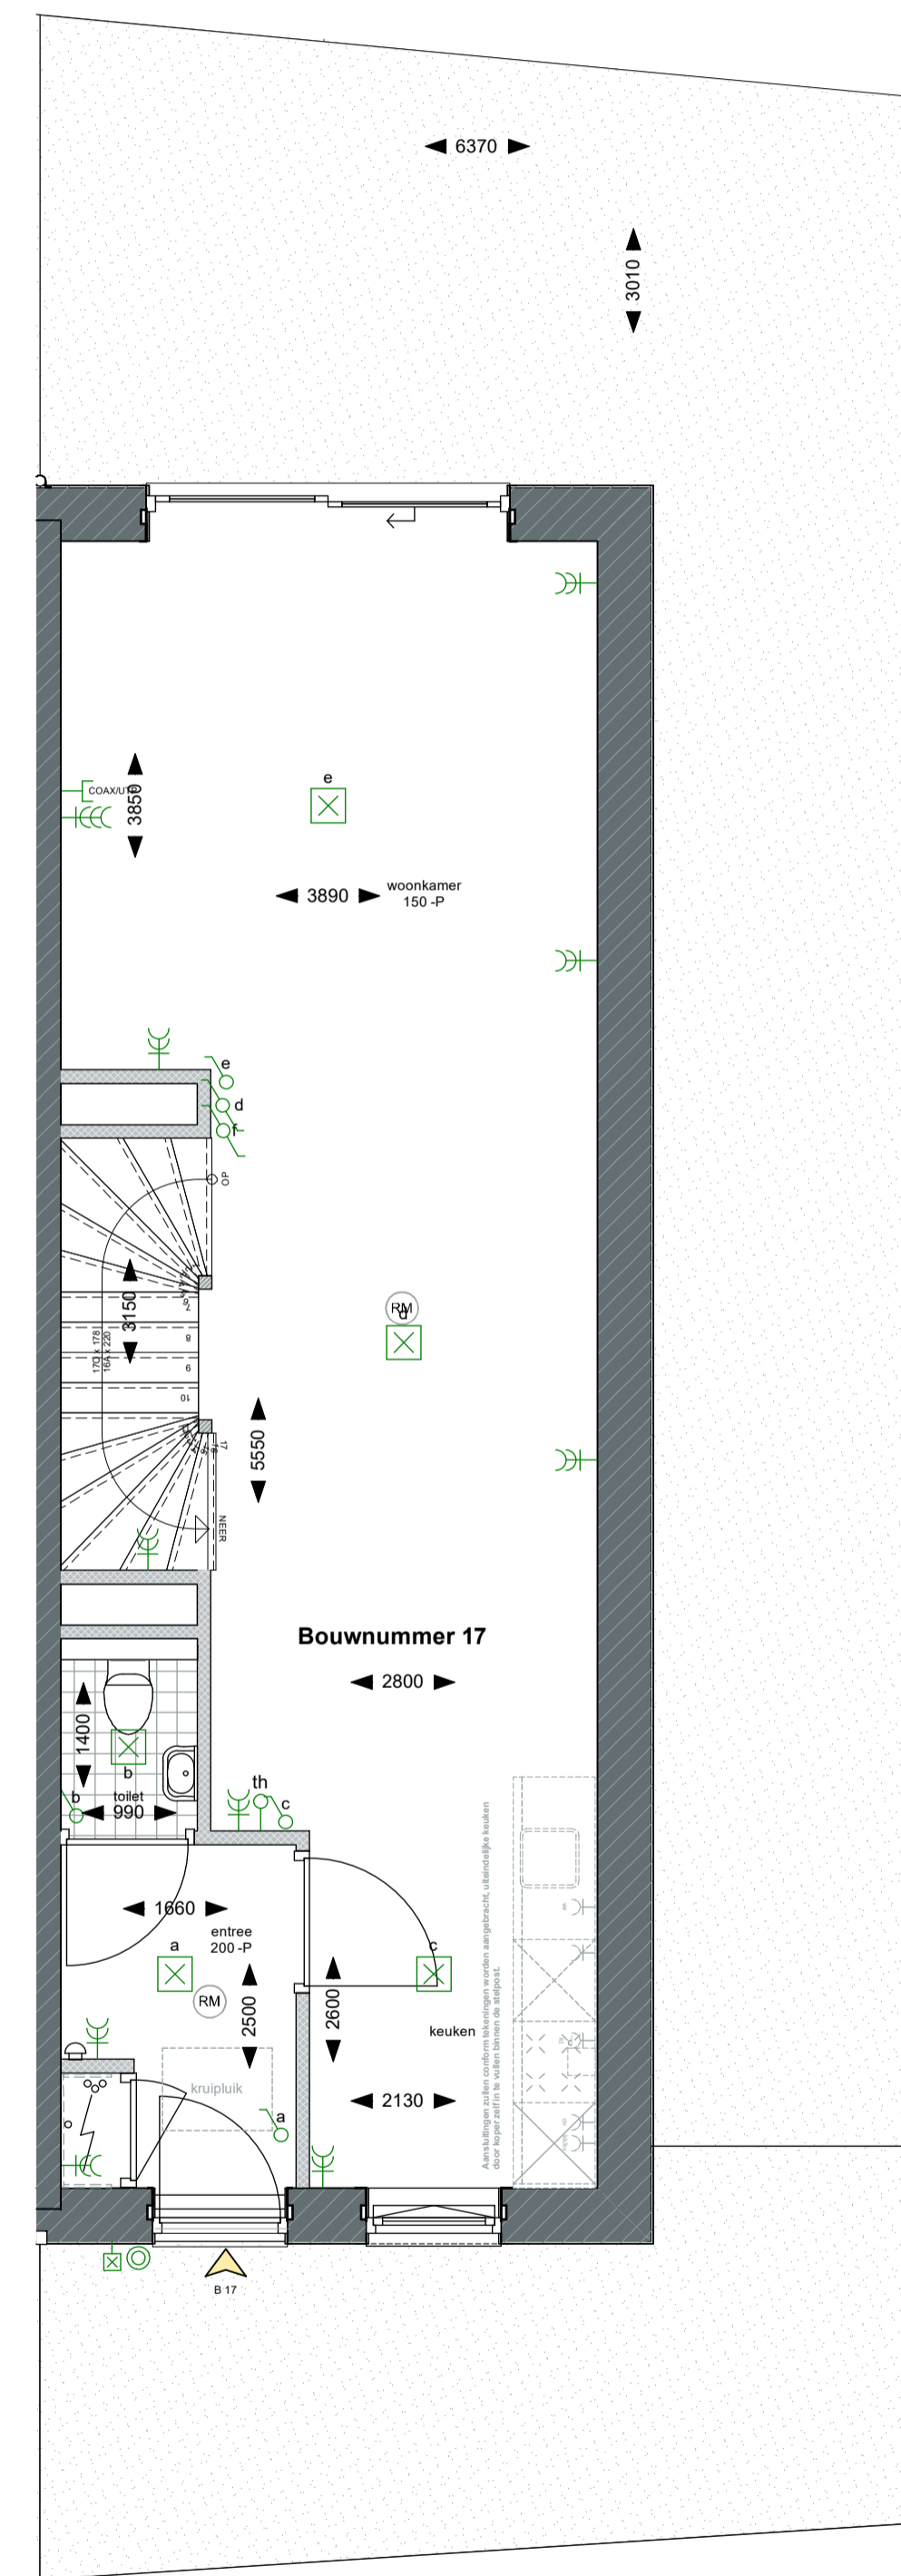 6370
3010
COAX/UTP
3850
e
3890
woonkamer
150 -P
e
d
f
OP
7
8
9
10
3150
17O x 178
16A x 220
RM
d
5550
17
NEER
Bouwnummer 17
2800
1400
b
b
toilet
990
th
c
1660
entree
200 -P
a
RM
2500
2600
c
keuken
kruipluik
2130
a
Aansluitingen zullen conform tekeningen worden aangebracht, uiteindelijke keuken
door koper zelf in te vullen binnen de stelpost.
B 17